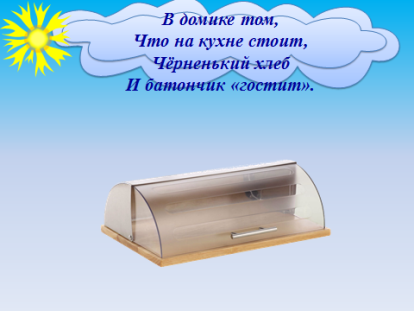 В домике том,
Что на кухне стоит,
Чёрненький хлеб
И батончик «гостит».